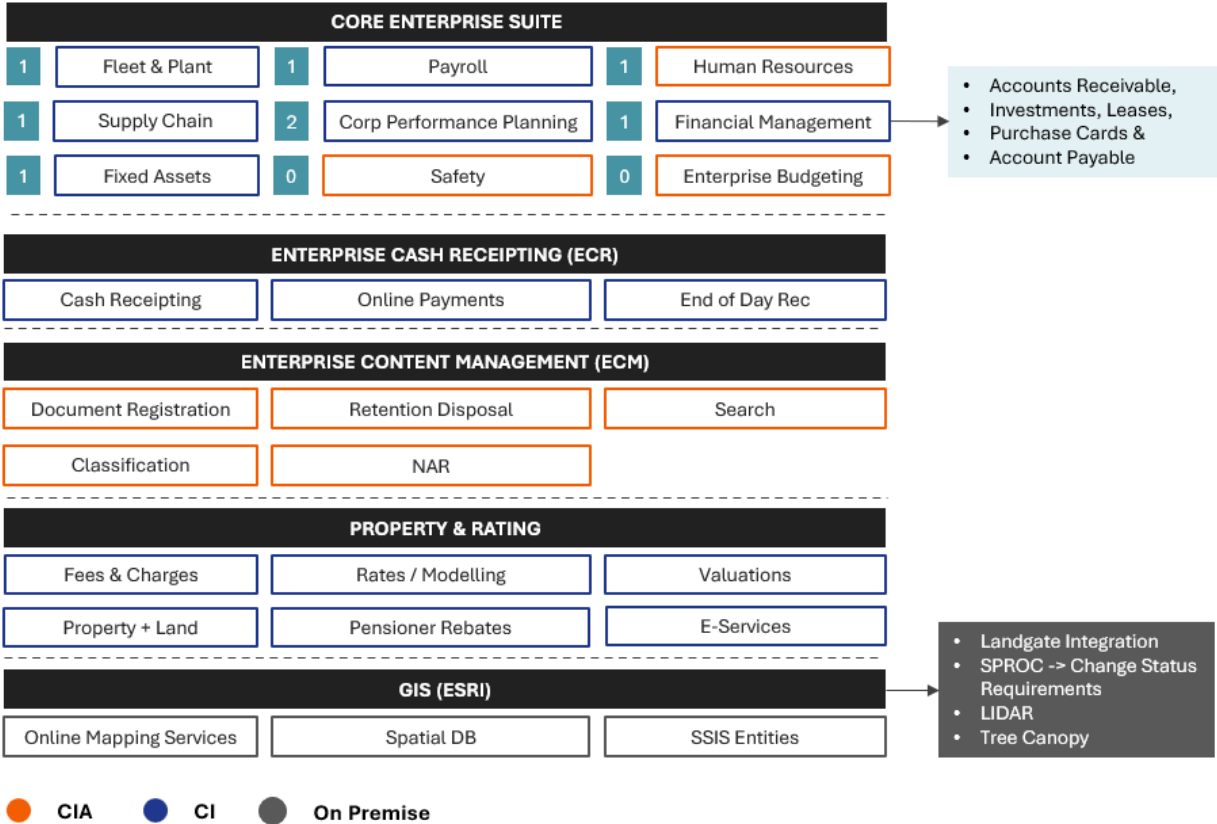 CORE ENTERPRISE SUITE
1 Fleet & Plant 1 Payroll 1 Human Resources
1 Supply Chain 2 Corp Performance Planning 1 Financial Management
1 Fixed Assets 0 Safety 0 Enterprise Budgeting
• Accounts Receivable,
• Investments, Leases,
• Purchase Cards &
• Account Payable
ENTERPRISE CASH RECEIPTING (ECR)
Cash Receipting Online Payments End of Day Rec
ENTERPRISE CONTENT MANAGEMENT (ECM)
Document Registration Retention Disposal Search
Classification NAR
PROPERTY & RATING
Fees & Charges Rates / Modelling Valuations
Property + Land Pensioner Rebates E-Services
GIS (ESRI)
Online Mapping Services Spatial DB SSIS Entities
• Landgate Integration
• SPROC -> Change Status
Requirements
• LIDAR
• Tree Canopy
CIA CI On Premise